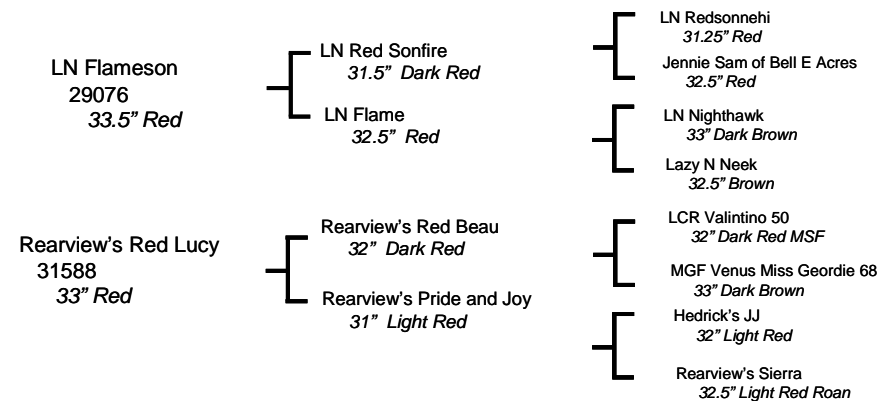 LN Flameson
29076
33.5” Red
LN Red Sonfire
31.5” Dark Red
LN Flame
32.5” Red
LN Redsonnehi
31.25” Red
Jennie Sam of Bell E Acres
32.5” Red
LN Nighthawk
33” Dark Brown
Lazy N Neek
32.5” Brown
Rearview’s Red Lucy
31588
33” Red
Rearview’s Red Beau
32” Dark Red
Rearview’s Pride and Joy
31” Light Red
LCR Valintino 50
32” Dark Red MSF
MGF Venus Miss Geordie 68
33” Dark Brown
Hedrick’s JJ
32” Light Red
Rearview’s Sierra
32.5” Light Red Roan